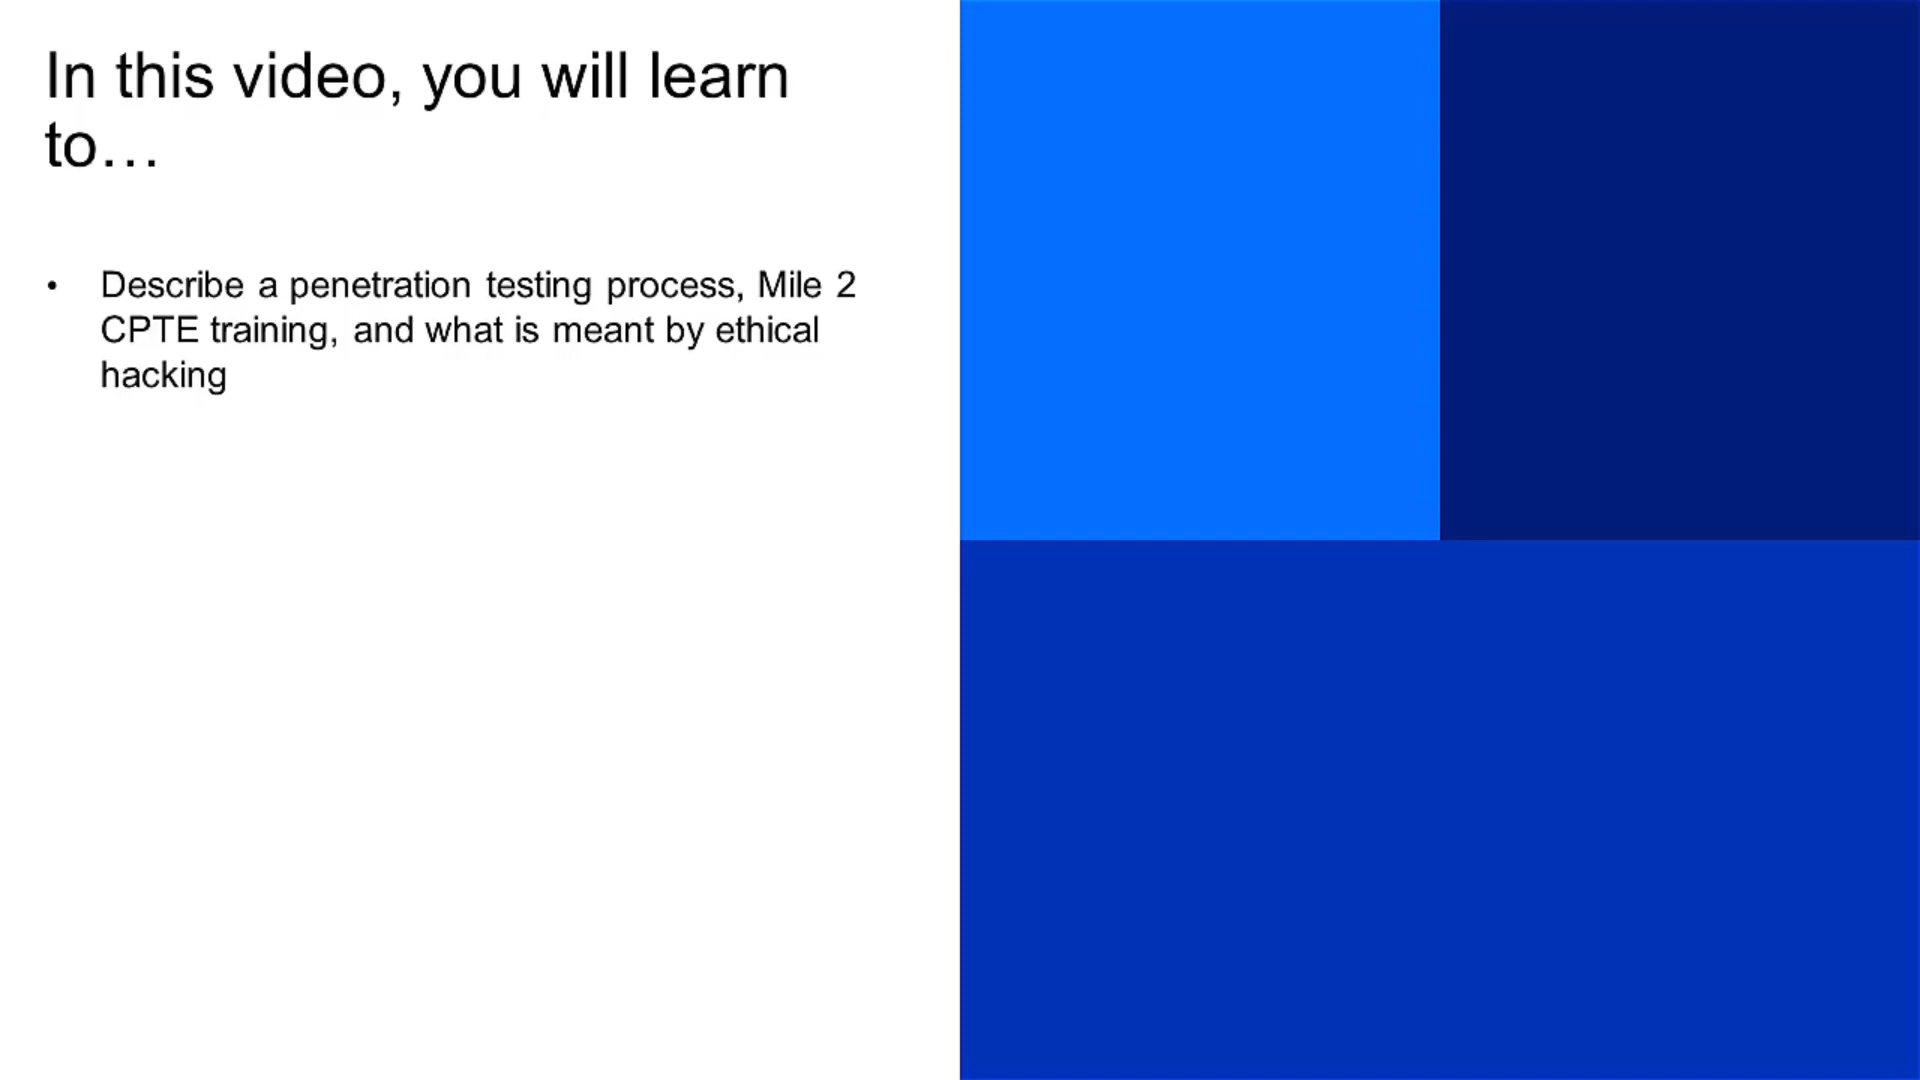 In this video, you will learn
to…
• Describe a penetration testing process, Mile 2
CPTE training, and what is meant by ethical
hacking